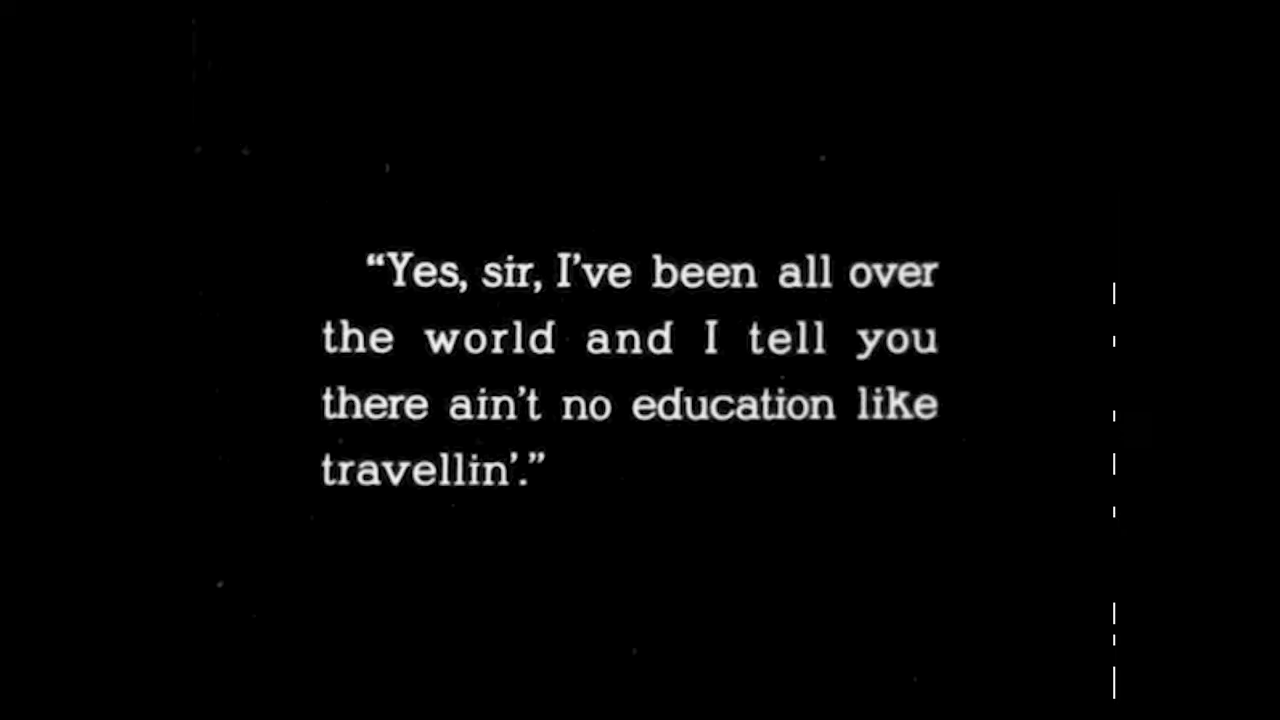 “Yes, sir, I’ve been all over
the world and I tell you
there ain’t no education like
travellin’.”